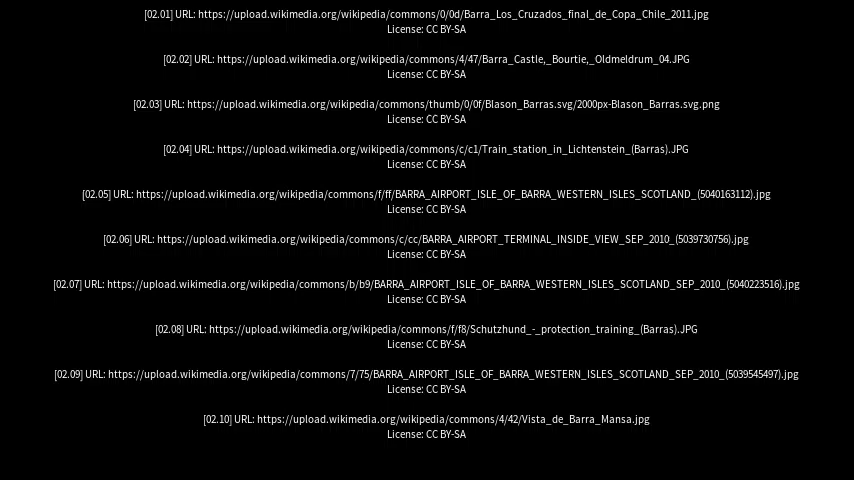 [02.01] URL: https://upload.wikimedia.org/wikipedia/commons/0/0d/Barra_Los_Cruzados_final_de_Copa_Chile_2011.jpg
License: CC BY-SA
[02.02] URL: https://upload.wikimedia.org/wikipedia/commons/4/47/Barra_Castle,_Bourtie,_Oldmeldrum_04.JPG
License: CC BY-SA
[02.03] URL: https://upload.wikimedia.org/wikipedia/commons/thumb/0/0f/Blason_Barras.svg/2000px-Blason_Barras.svg.png
License: CC BY-SA
[02.04] URL: https://upload.wikimedia.org/wikipedia/commons/c/c1/Train_station_in_Lichtenstein_(Barras).JPG
License: CC BY-SA
[02.05] URL: https://upload.wikimedia.org/wikipedia/commons/f/ff/BARRA_AIRPORT_ISLE_OF_BARRA_WESTERN_ISLES_SCOTLAND_(5040163112).jpg
License: CC BY-SA
[02.06] URL: https://upload.wikimedia.org/wikipedia/commons/c/cc/BARRA_AIRPORT_TERMINAL_INSIDE_VIEW_SEP_2010_(5039730756).jpg
License: CC BY-SA
[02.07] URL: https://upload.wikimedia.org/wikipedia/commons/b/b9/BARRA_AIRPORT_ISLE_OF_BARRA_WESTERN_ISLES_SCOTLAND_SEP_2010_(5040223516).jpg
License: CC BY-SA
[02.08] URL: https://upload.wikimedia.org/wikipedia/commons/f/f8/Schutzhund_-_protection_training_(Barras).JPG
License: CC BY-SA
[02.09] URL: https://upload.wikimedia.org/wikipedia/commons/7/75/BARRA_AIRPORT_ISLE_OF_BARRA_WESTERN_ISLES_SCOTLAND_SEP_2010_(5039545497).jpg
License: CC BY-SA
[02.10] URL: https://upload.wikimedia.org/wikipedia/commons/4/42/Vista_de_Barra_Mansa.jpg
License: CC BY-SA